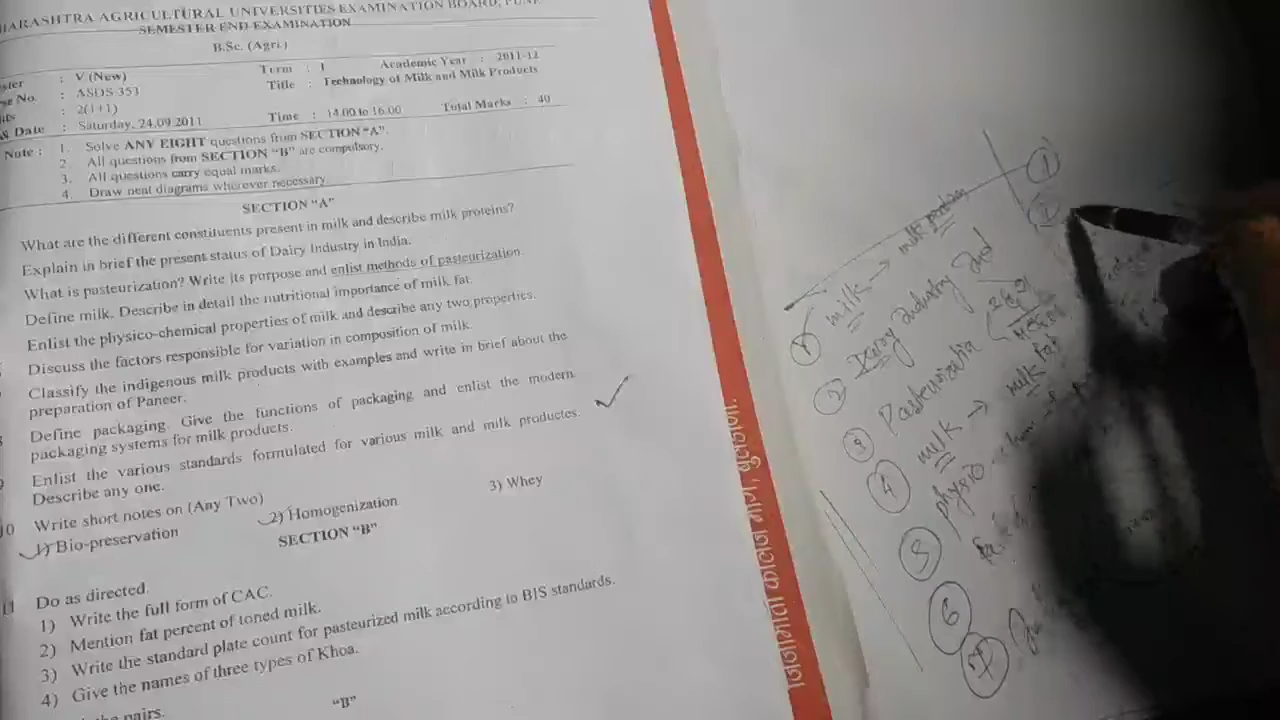 HARASHTRA AGRICULTURAL UNIVERSITIES EXAMINATION BOARD, PUNE
SEMESTER END EXAMINATION
B.Sc. (Agri.)
: V (New) Term : I Academic Year : 2011-12
: ASDS 353 Title : Technology of Milk and Milk Products
: 2(1+1)
& Date : Saturday, 24.09.2011 Time : 14.00 to 16.00 Total Marks : 40
Note : 1. Solve ANY EIGHT questions from SECTION "A".
2. All questions from SECTION "B" are compulsory.
3. All questions carry equal marks.
4. Draw neat diagrams wherever necessary.
SECTION "A"
What are the different constituents present in milk and describe milk proteins?
Explain in brief the present status of Dairy Industry in India.
What is pasteurization? Write its purpose and enlist methods of pasteurization.
Define milk. Describe in detail the nutritional importance of milk fat.
Enlist the physico-chemical properties of milk and describe any two properties.
Discuss the factors responsible for variation in composition of milk.
Classify the indigenous milk products with examples and write in brief about the
preparation of Paneer.
Define packaging. Give the functions of packaging and enlist the modern
packaging systems for milk products.
Enlist the various standards formulated for various milk and milk productes.
Describe any one.
10 Write short notes on (Any Two)
1) Bio-preservation 2) Homogenization 3) Whey
SECTION "B"
11 Do as directed.
1) Write the full form of CAC.
2) Mention fat percent of toned milk.
3) Write the standard plate count for pasteurized milk according to BIS standards.
4) Give the names of three types of Khoa.
the pairs.
"B"
① milk → milk protein
② Dairy Industry Ind
③ Pasteurizatio
④ milk → milk fat
⑤ physio-chem
⑥
⑦
①
②